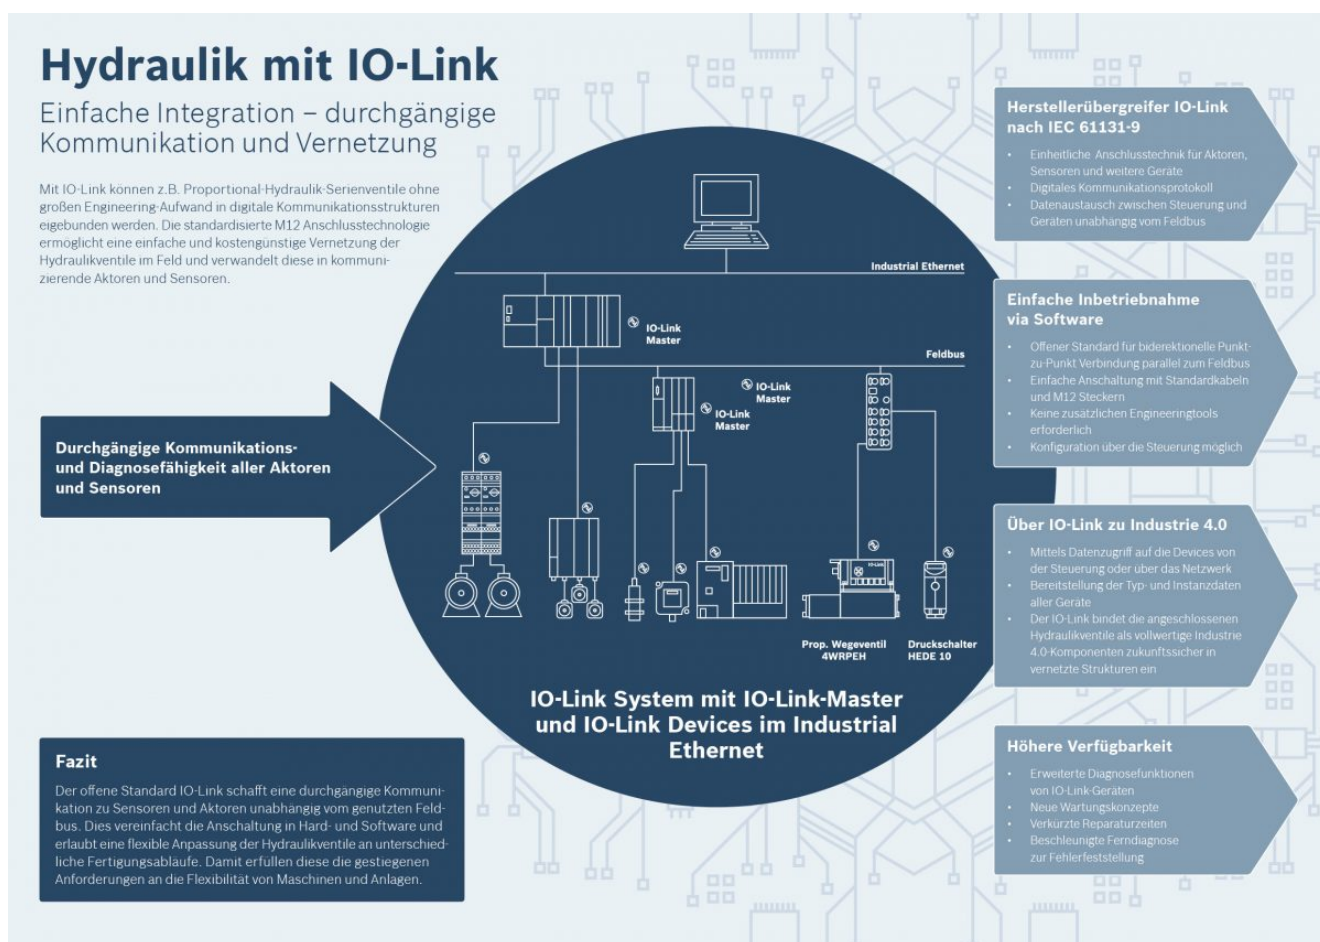 Hydraulik mit IO-Link
Einfache Integration – durchgängige
Kommunikation und Vernetzung
Mit IO-Link können z.B. Proportional-Hydraulik-Serienventile ohne
großen Engineering-Aufwand in digitale Kommunikationsstrukturen
eigebunden werden. Die standardisierte M12 Anschlusstechnologie
ermöglicht eine einfache und kostengünstige Vernetzung der
Hydraulikventile im Feld und verwandelt diese in kommuni-
zierende Aktoren und Sensoren.
Durchgängige Kommunikations-
und Diagnosefähigkeit aller Aktoren
und Sensoren
Fazit
Der offene Standard IO-Link schafft eine durchgängige Kommuni-
kation zu Sensoren und Aktoren unabhängig vom genutzten Feld-
bus. Dies vereinfacht die Anschaltung in Hard- und Software und
erlaubt eine flexible Anpassung der Hydraulikventile an unterschied-
liche Fertigungsabläufe. Damit erfüllen diese die gestiegenen
Anforderungen an die Flexibilität von Maschinen und Anlagen.
Industrial Ethernet
IO-Link
Master
Feldbus
IO-Link
Master
IO-Link
Master
IO-Link
Prop. Wegeventil
4WRPEH
Druckschalter
HEDE 10
IO-Link System mit IO-Link-Master
und IO-Link Devices im Industrial
Ethernet
Herstellerübergreifer IO-Link
nach IEC 61131-9
• Einheitliche Anschlusstechnik für Aktoren,
Sensoren und weitere Geräte
• Digitales Kommunikationsprotokoll
• Datenaustausch zwischen Steuerung und
Geräten unabhängig vom Feldbus
Einfache Inbetriebnahme
via Software
• Offener Standard für biderektionelle Punkt-
zu-Punkt Verbindung parallel zum Feldbus
• Einfache Anschaltung mit Standardkabeln
und M12 Steckern
• Keine zusätzlichen Engineeringtools
erforderlich
• Konfiguration über die Steuerung möglich
Über IO-Link zu Industrie 4.0
• Mittels Datenzugriff auf die Devices von
der Steuerung oder über das Netzwerk
• Bereitstellung der Typ- und Instanzdaten
aller Geräte
• Der IO-Link bindet die angeschlossenen
Hydraulikventile als vollwertige Industrie
4.0-Komponenten zukunftssicher in
vernetzte Strukturen ein
Höhere Verfügbarkeit
• Erweiterte Diagnosefunktionen
von IO-Link-Geräten
• Neue Wartungskonzepte
• Verkürzte Reparaturzeiten
• Beschleunigte Ferndiagnose
zur Fehlerfeststellung